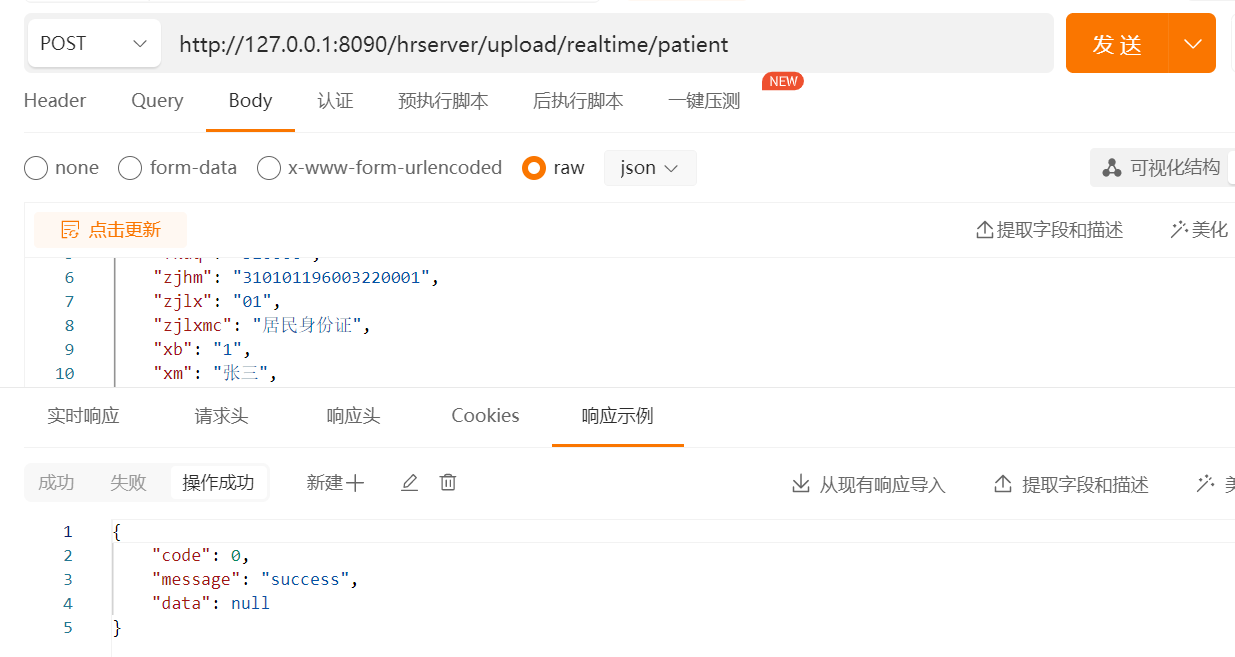 POST http://127.0.0.1:8090/hrserver/upload/realtime/patient 发送
NEW
Header Query Body 认证 预执行脚本 后执行脚本 一键压测
none form-data x-www-form-urlencoded raw json 可视化结构
点击更新 提取字段和描述 美化
6 "zjhm": "310101196003220001",
7 "zjlx": "01",
8 "zjlxmc": "居民身份证",
9 "xb": "1",
10 "xm": "张三",
实时响应 请求头 响应头 Cookies 响应示例
成功 失败 操作成功 新建 从现有响应导入 提取字段和描述
1 {
2 "code": 0,
3 "message": "success",
4 "data": null
5 }